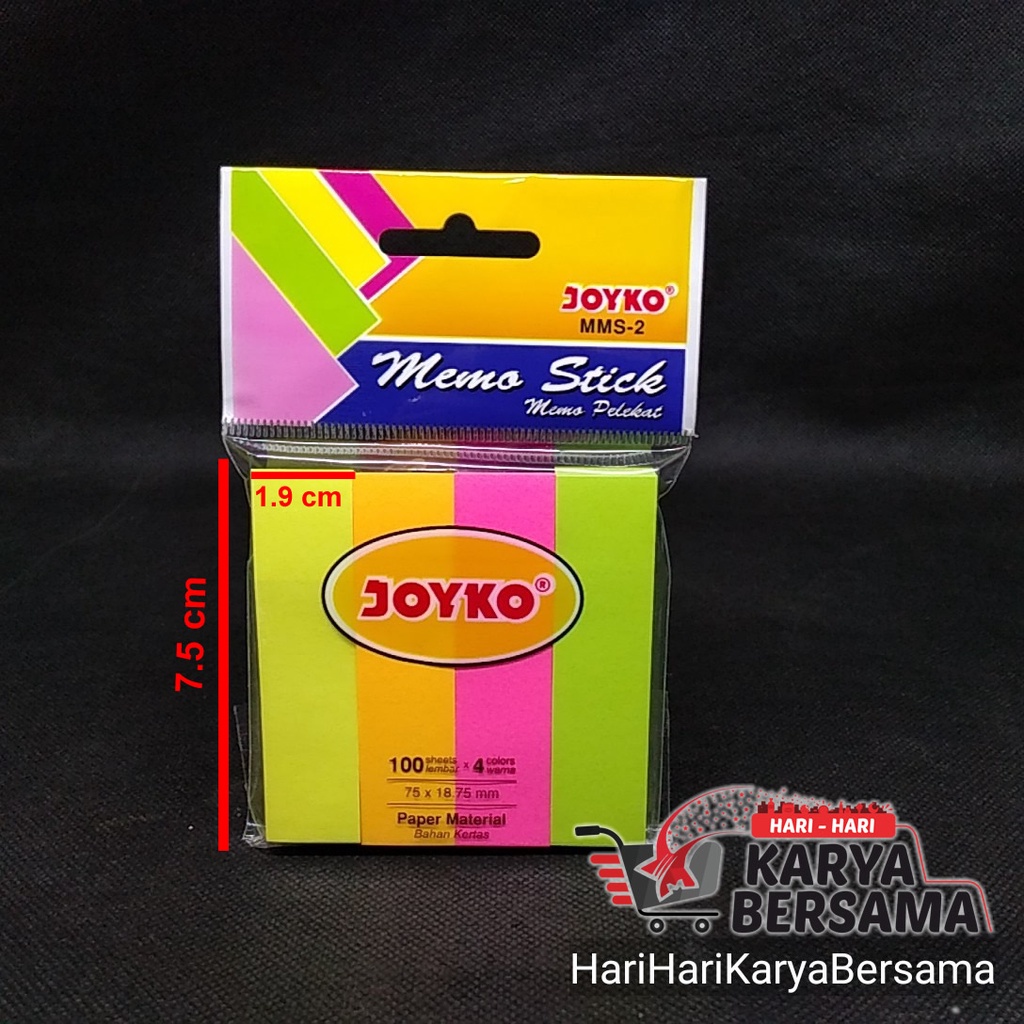 JOYKO®
MMS-2
Memo Stick
Memo Pelekat
1.9 cm
7.5 cm
JOYKO®
100 sheets lembar x 4 colors warna
75 x 18.75 mm
Paper Material
Bahan Kertas
HARI - HARI
KARYA
BERSAMA
HariHariKaryaBersama